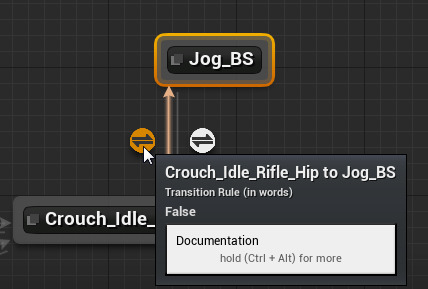 Jog_BS
Crouch_Idle_Rifle_Hip to Jog_BS
Transition Rule (in words)
False
Crouch_Idle_
Documentation
hold (Ctrl + Alt) for more